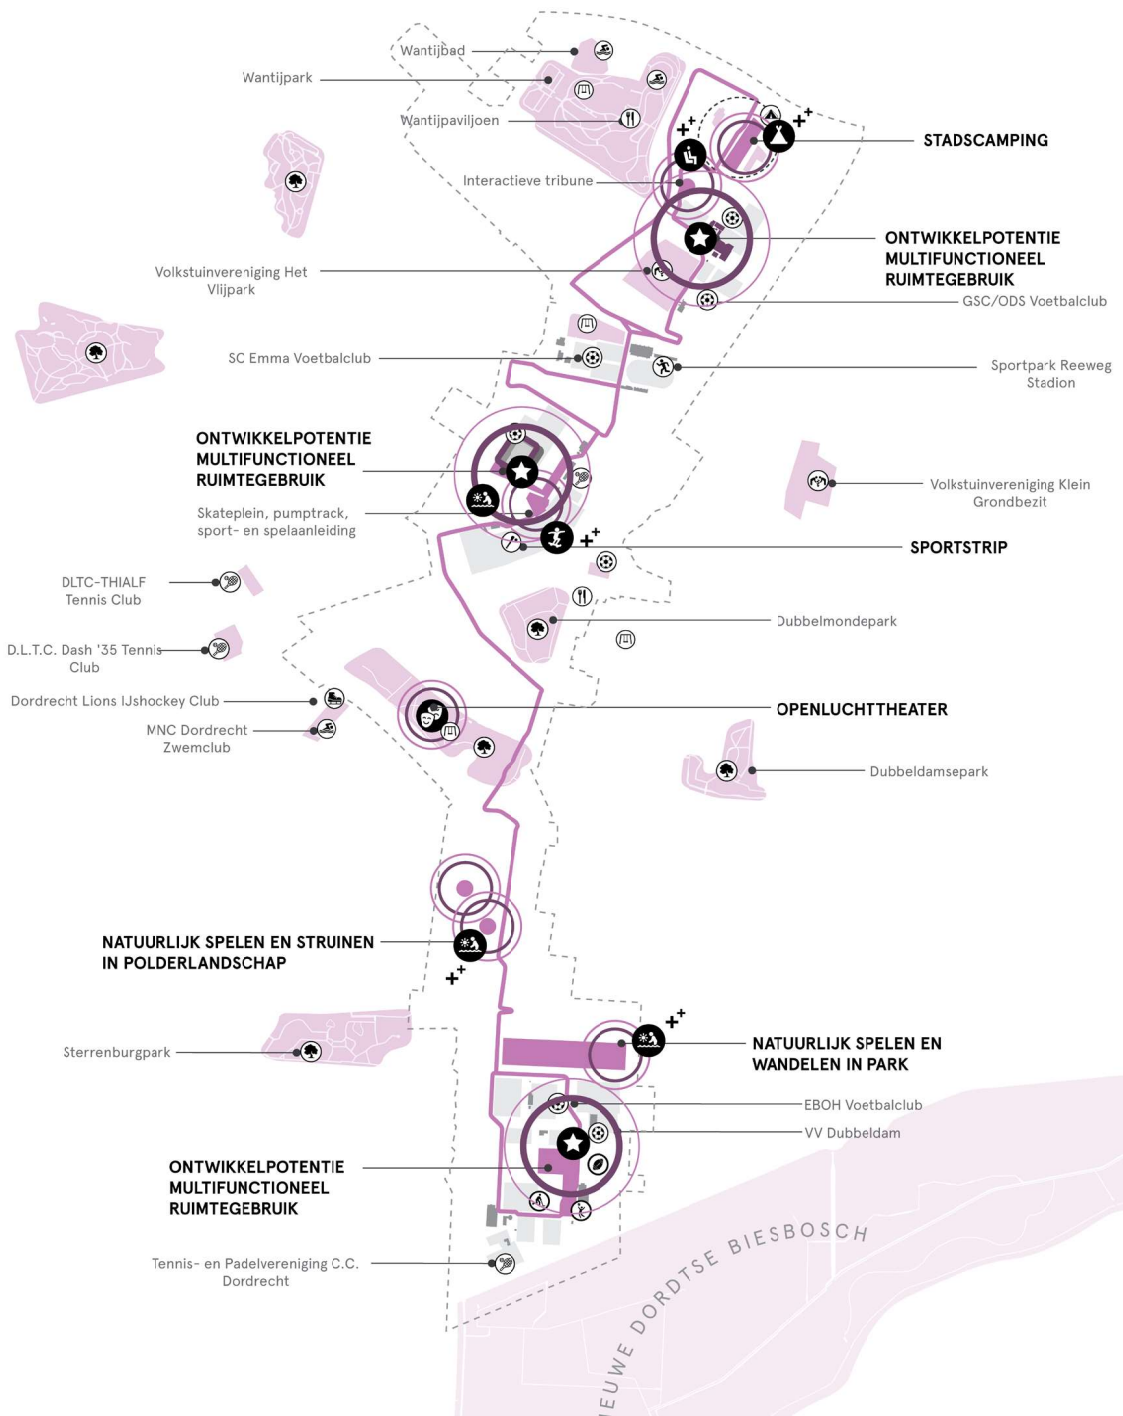 Wantijbad
Wantijpark
Wantijpaviljoen
STADSCAMPING
Interactieve tribune
ONTWIKKELPOTENTIE
MULTIFUNCTIONEEL
RUIMTEGEBRUIK
Volkstuinvereniging Het
Vlijpark
GSC/ODS Voetbalclub
SC Emma Voetbalclub
Sportpark Reeweg
Stadion
ONTWIKKELPOTENTIE
MULTIFUNCTIONEEL
RUIMTEGEBRUIK
Skateplein, pumptrack,
sport- en spelaanleiding
Volkstuinvereniging Klein
Grondbezit
SPORTSTRIP
DLTC-THIALF
Tennis Club
Dubbelmondepark
D.L.T.C. Dash '35 Tennis
Club
Dordrecht Lions IJshockey Club
MNC Dordrecht
Zwemclub
OPENLUCHTTHEATER
Dubbeldamsepark
NATUURLIJK SPELEN EN STRUINEN
IN POLDERLANDSCHAP
Sterrenburgpark
NATUURLIJK SPELEN EN
WANDELEN IN PARK
EBOH Voetbalclub
VV Dubbeldam
ONTWIKKELPOTENTIE
MULTIFUNCTIONEEL
RUIMTEGEBRUIK
Tennis- en Padelvereniging C.C.
Dordrecht
NIEUWE DORDTSE BIESBOSCH